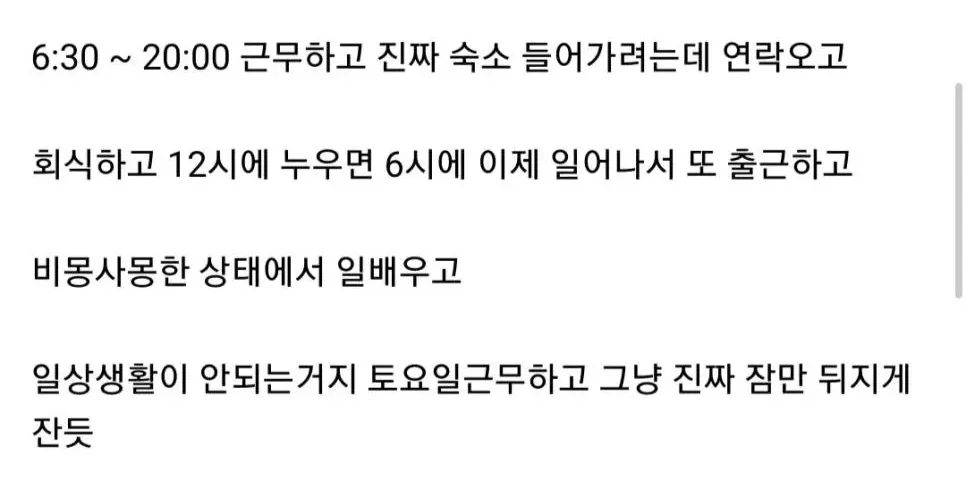 6:30 ~ 20:00 근무하고 진짜 숙소 들어가려는데 연락오고
회식하고 12시에 누우면 6시에 이제 일어나서 또 출근하고
비몽사몽한 상태에서 일배우고
일상생활이 안되는거지 토요일근무하고 그냥 진짜 잠만 뒤지게
잔듯